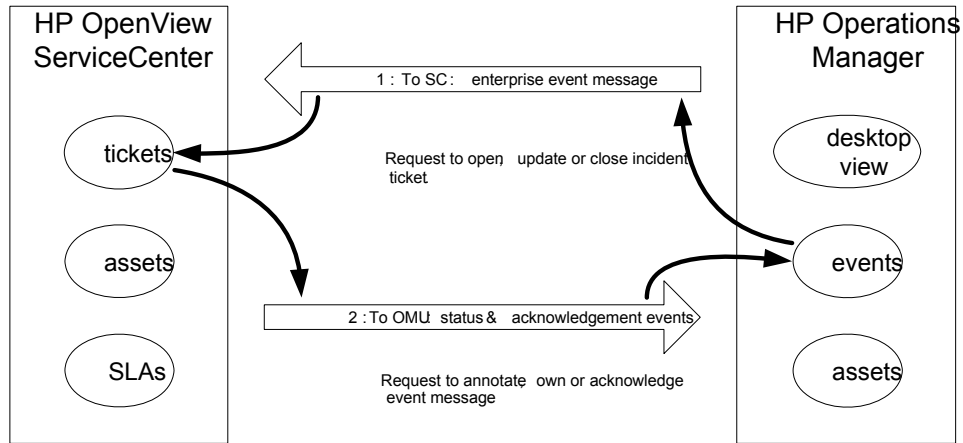 HP OpenView
ServiceCenter
HP Operations
Manager
1 : To SC : enterprise event message
tickets
Request to open, update or close incident
ticket.
desktop
view
assets
events
2 : To OMU: status & acknowledgement events
SLAs
Request to annotate, own or acknowledge
event message
assets